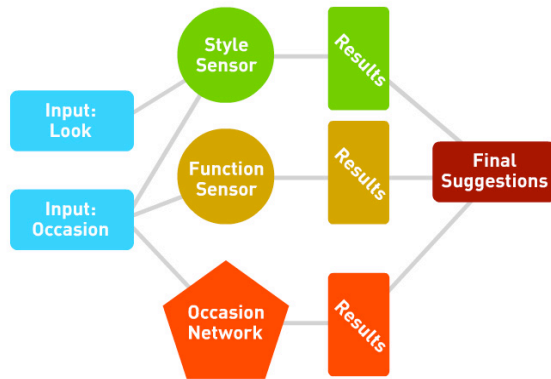 Style
Sensor
Results
Input:
Look
Function
Sensor
Results
Final
Suggestions
Input:
Occasion
Occasion
Network
Results